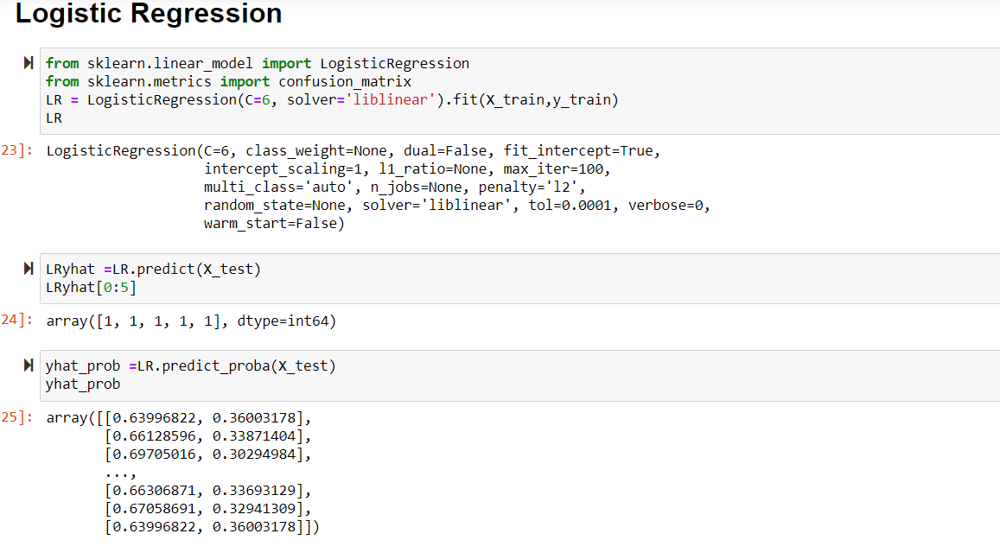 Logistic Regression
from sklearn.linear_model import LogisticRegression
from sklearn.metrics import confusion_matrix
LR = LogisticRegression(C=6, solver='liblinear').fit(X_train,y_train)
LR
23]: LogisticRegression(C=6, class_weight=None, dual=False, fit_intercept=True,
intercept_scaling=1, l1_ratio=None, max_iter=100,
multi_class='auto', n_jobs=None, penalty='l2',
random_state=None, solver='liblinear', tol=0.0001, verbose=0,
warm_start=False)
LRyhat =LR.predict(X_test)
LRyhat[0:5]
24]: array([1, 1, 1, 1, 1], dtype=int64)
yhat_prob =LR.predict_proba(X_test)
yhat_prob
25]: array([[0.63996822, 0.36003178],
[0.66128596, 0.33871404],
[0.69705016, 0.30294984],
...,
[0.66306871, 0.33693129],
[0.67058691, 0.32941309],
[0.63996822, 0.36003178]])